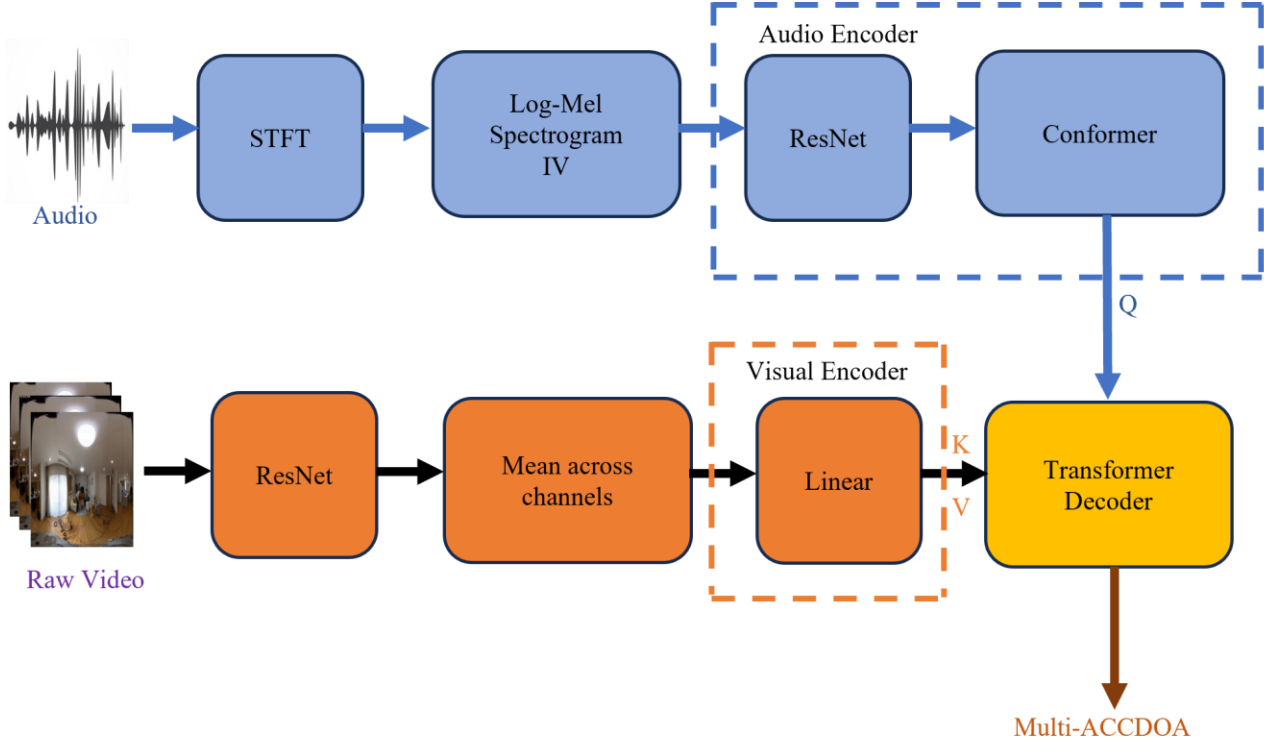 Audio Encoder
STFT
Log-Mel
Spectrogram
IV
ResNet
Conformer
Audio
Q
Visual Encoder
ResNet
Mean across
channels
Linear
K
V
Transformer
Decoder
Raw Video
Multi-ACCDOA